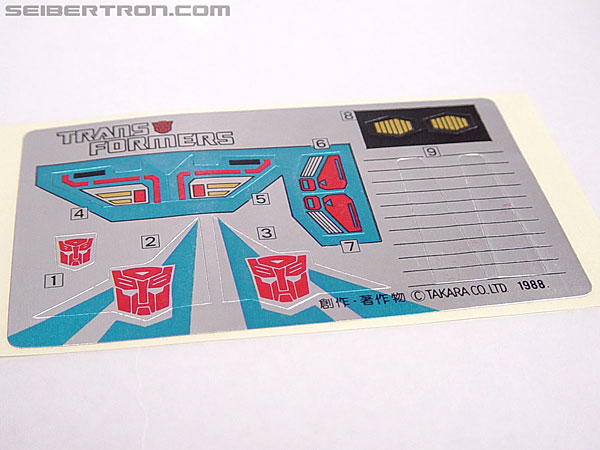 SEIBERTRON.COM
TRANS
FORMERS
8
6
9
4
5
7
2
3
1
創作・著作物 ©TAKARA CO.LTD 1988.